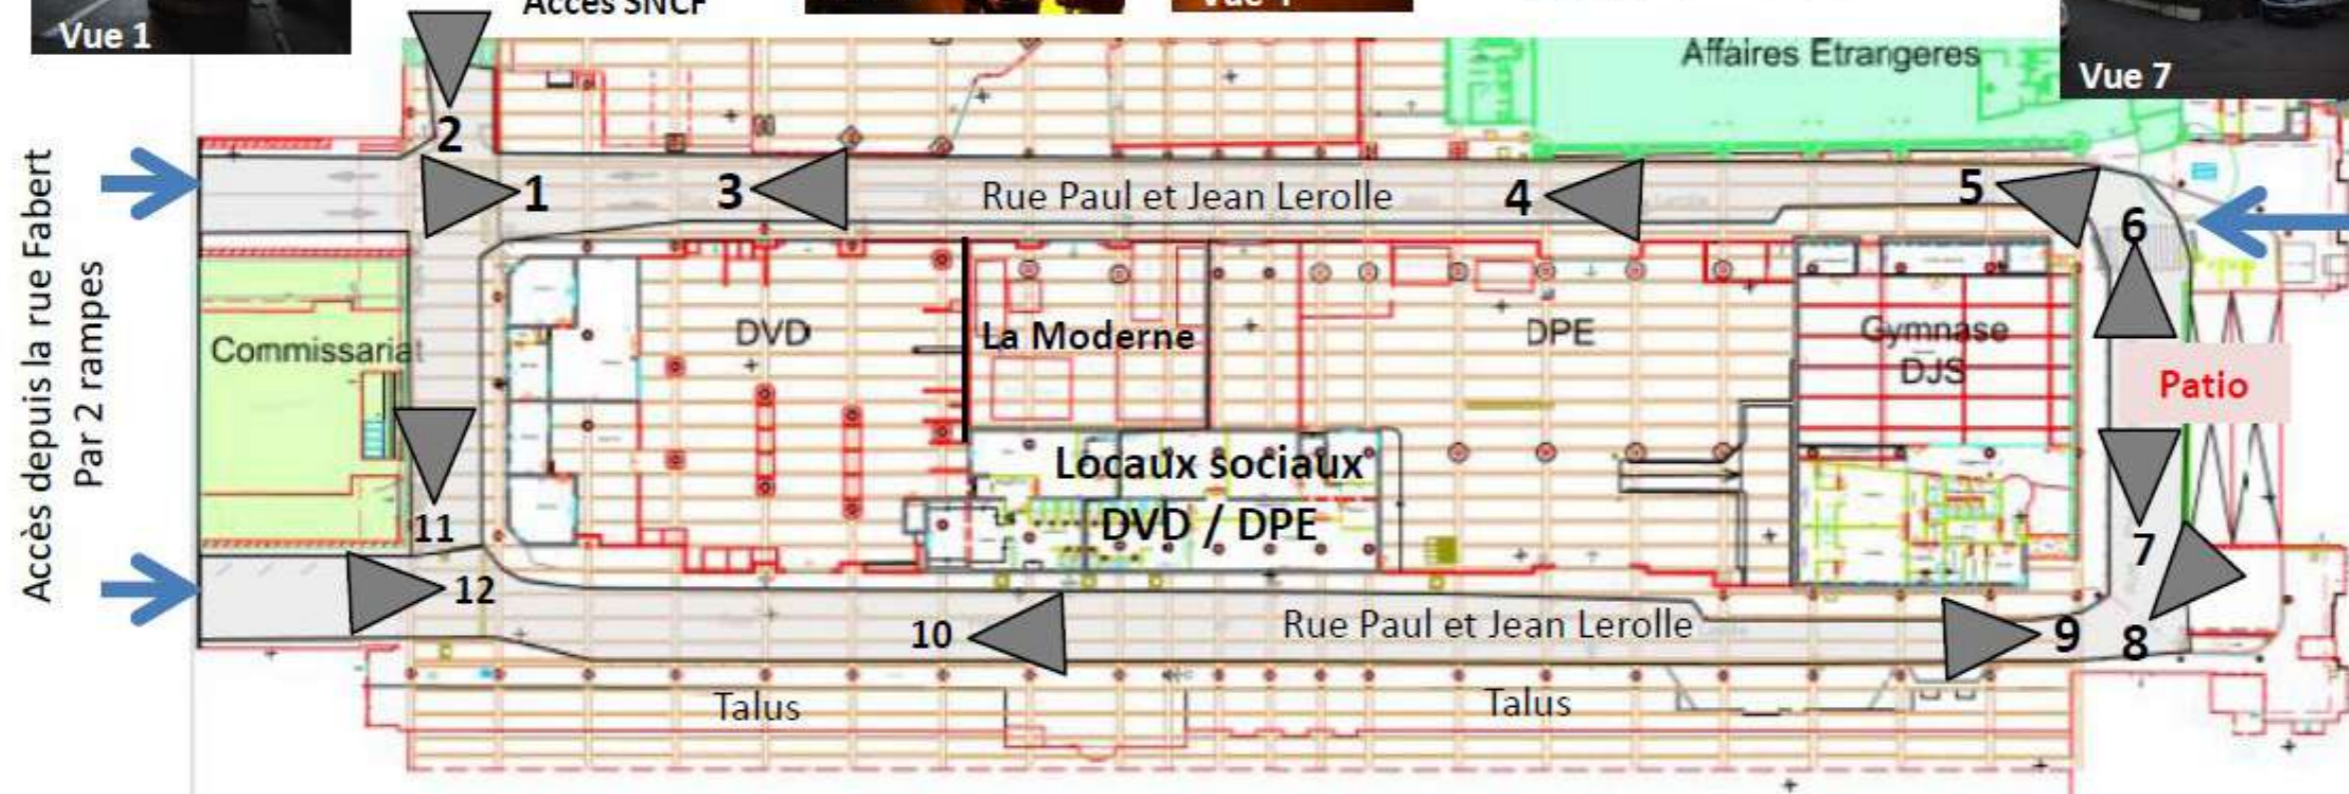 Accès SNCF
Vue 1
Vue 7
Affaires Etrangeres
2
1
3
Rue Paul et Jean Lerolle
4
5
6
Accès depuis la rue Fabert
Par 2 rampes
Commissariat
DVD
La Moderne
DPE
Gymnase
DJS
Patio
Locaux sociaux
DVD / DPE
11
7
12
10
Rue Paul et Jean Lerolle
9
8
Talus
Talus